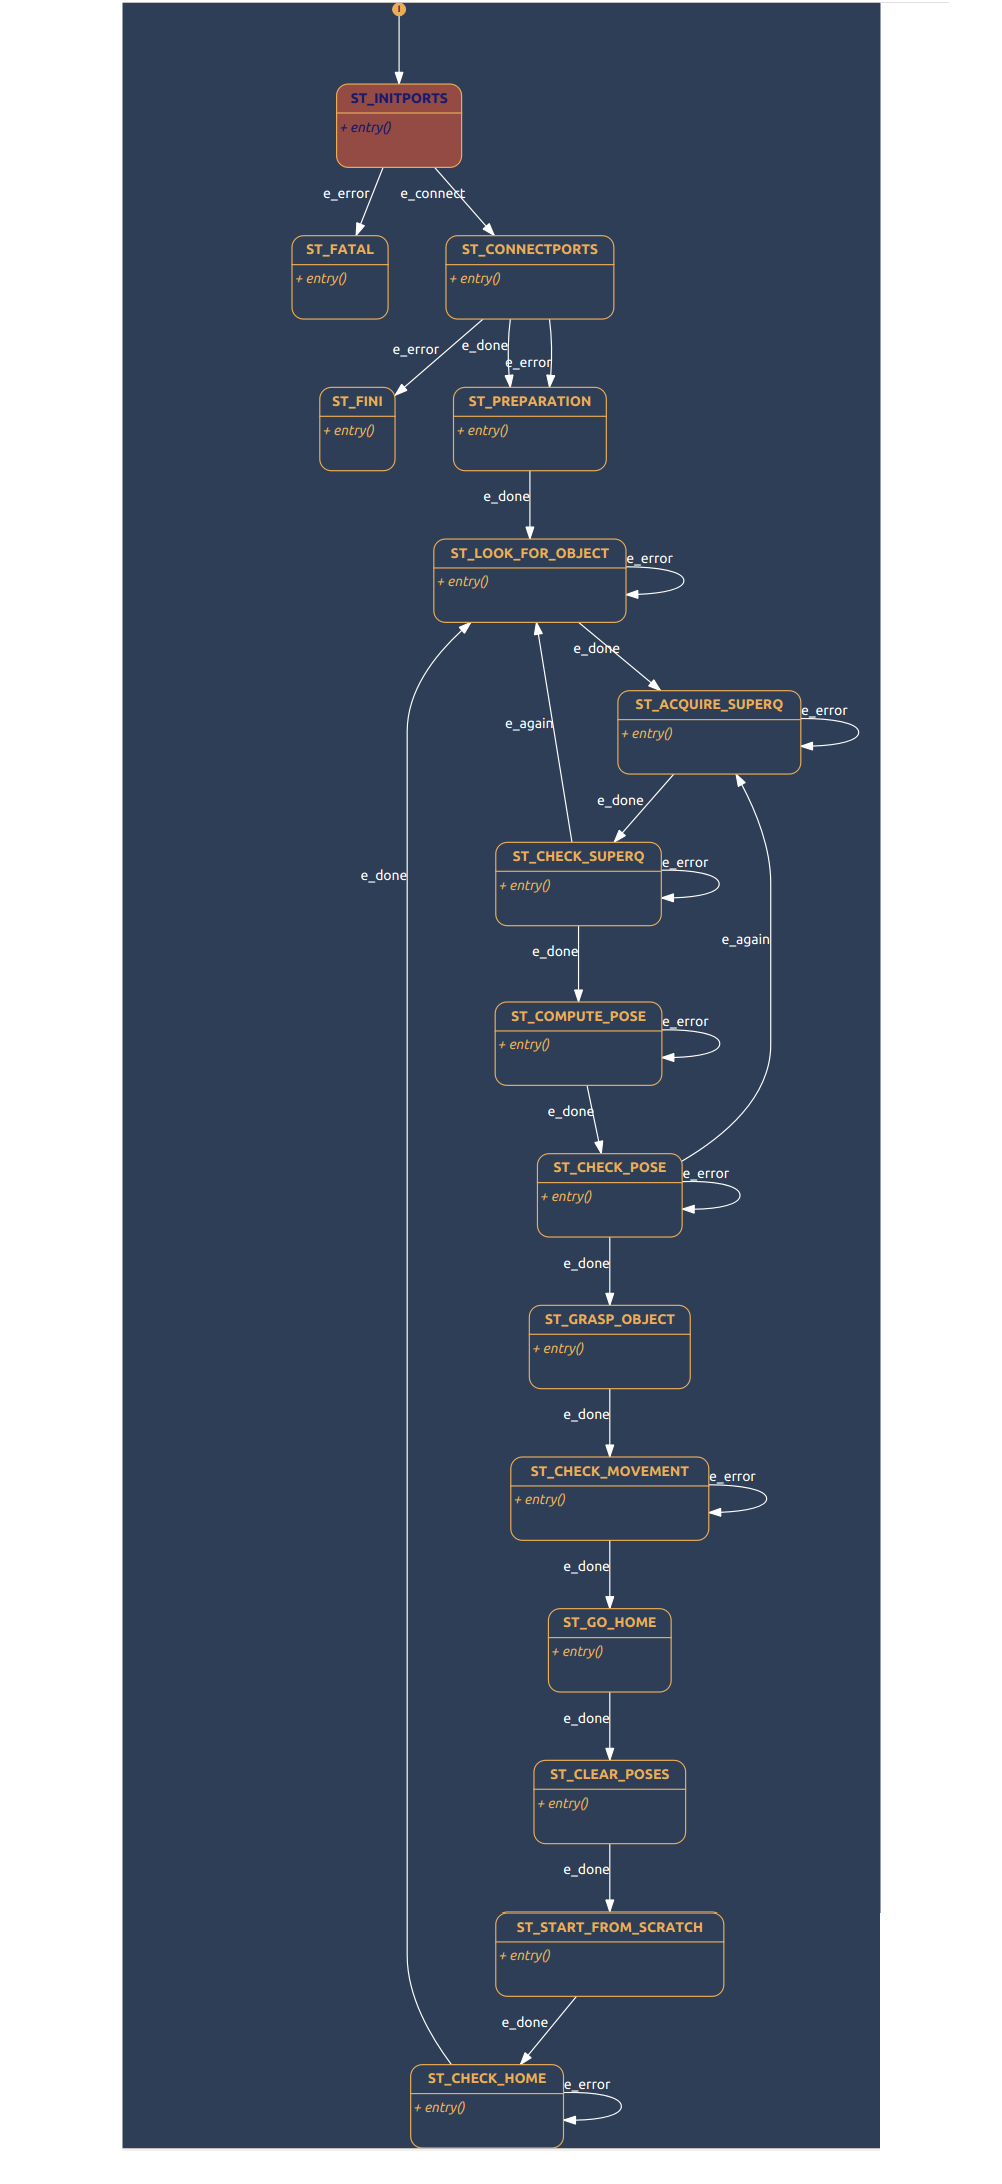 I
ST_INITPORTS
+ entry()
e_error
e_connect
ST_FATAL
+ entry()
ST_CONNECTPORTS
+ entry()
e_error
e_done
e_error
ST_FINI
+ entry()
ST_PREPARATION
+ entry()
e_done
ST_LOOK_FOR_OBJECT
+ entry()
e_error
e_done
ST_ACQUIRE_SUPERQ
+ entry()
e_error
e_again
e_done
ST_CHECK_SUPERQ
+ entry()
e_error
e_done
e_again
e_done
ST_COMPUTE_POSE
+ entry()
e_error
e_done
ST_CHECK_POSE
+ entry()
e_error
e_done
ST_GRASP_OBJECT
+ entry()
e_done
ST_CHECK_MOVEMENT
+ entry()
e_error
e_done
ST_GO_HOME
+ entry()
e_done
ST_CLEAR_POSES
+ entry()
e_done
ST_START_FROM_SCRATCH
+ entry()
e_done
ST_CHECK_HOME
+ entry()
e_error